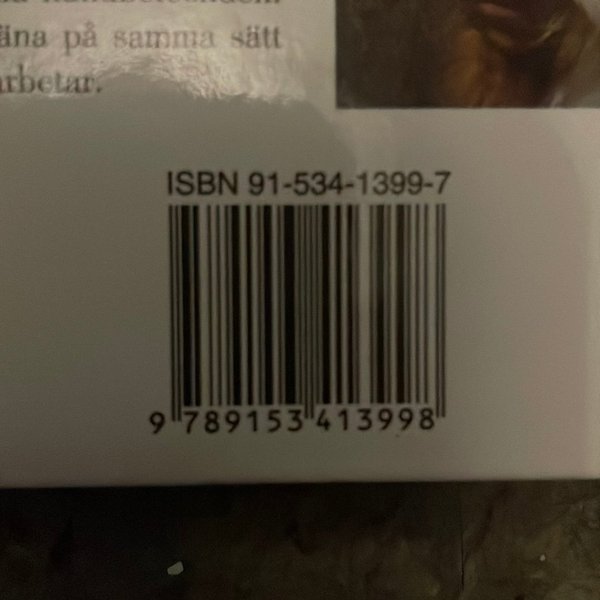 äna på samma sätt
arbetar.
ISBN 91-534-1399-7
9 789153 413998